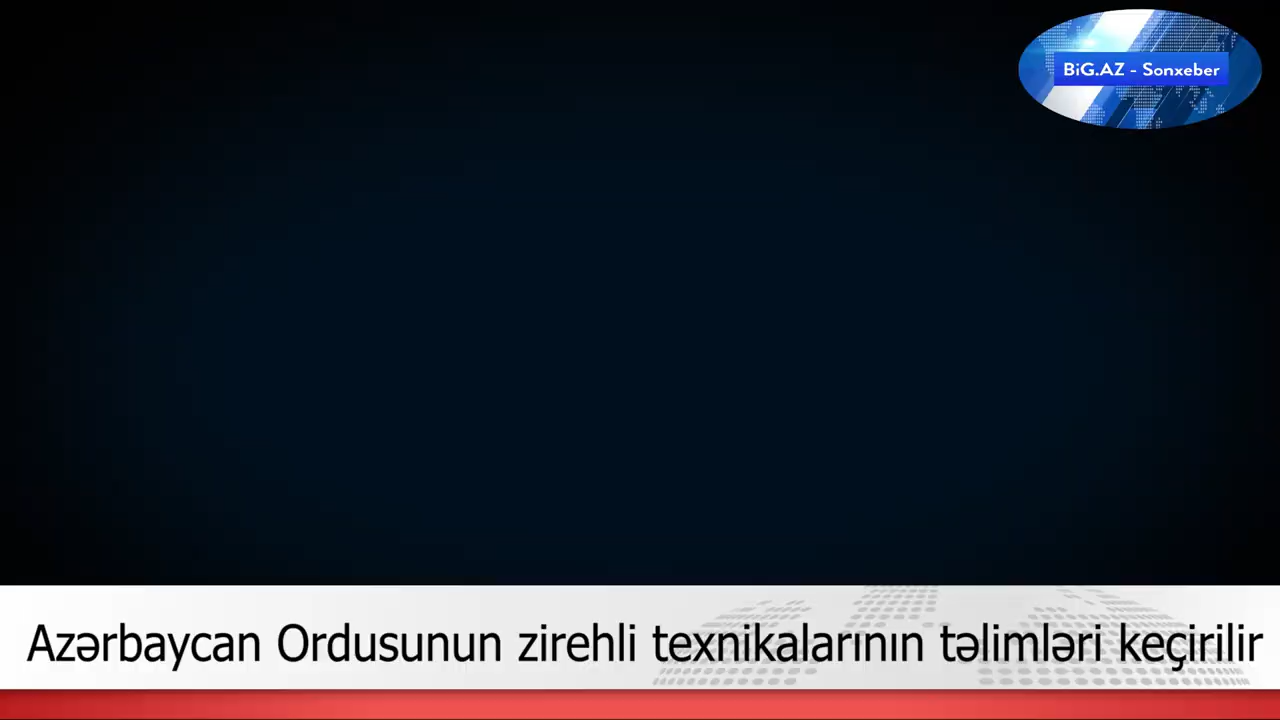 BiG.AZ - Sonxeber
Azərbaycan Ordusunun zirehli texnikalarının təlimləri keçirilir